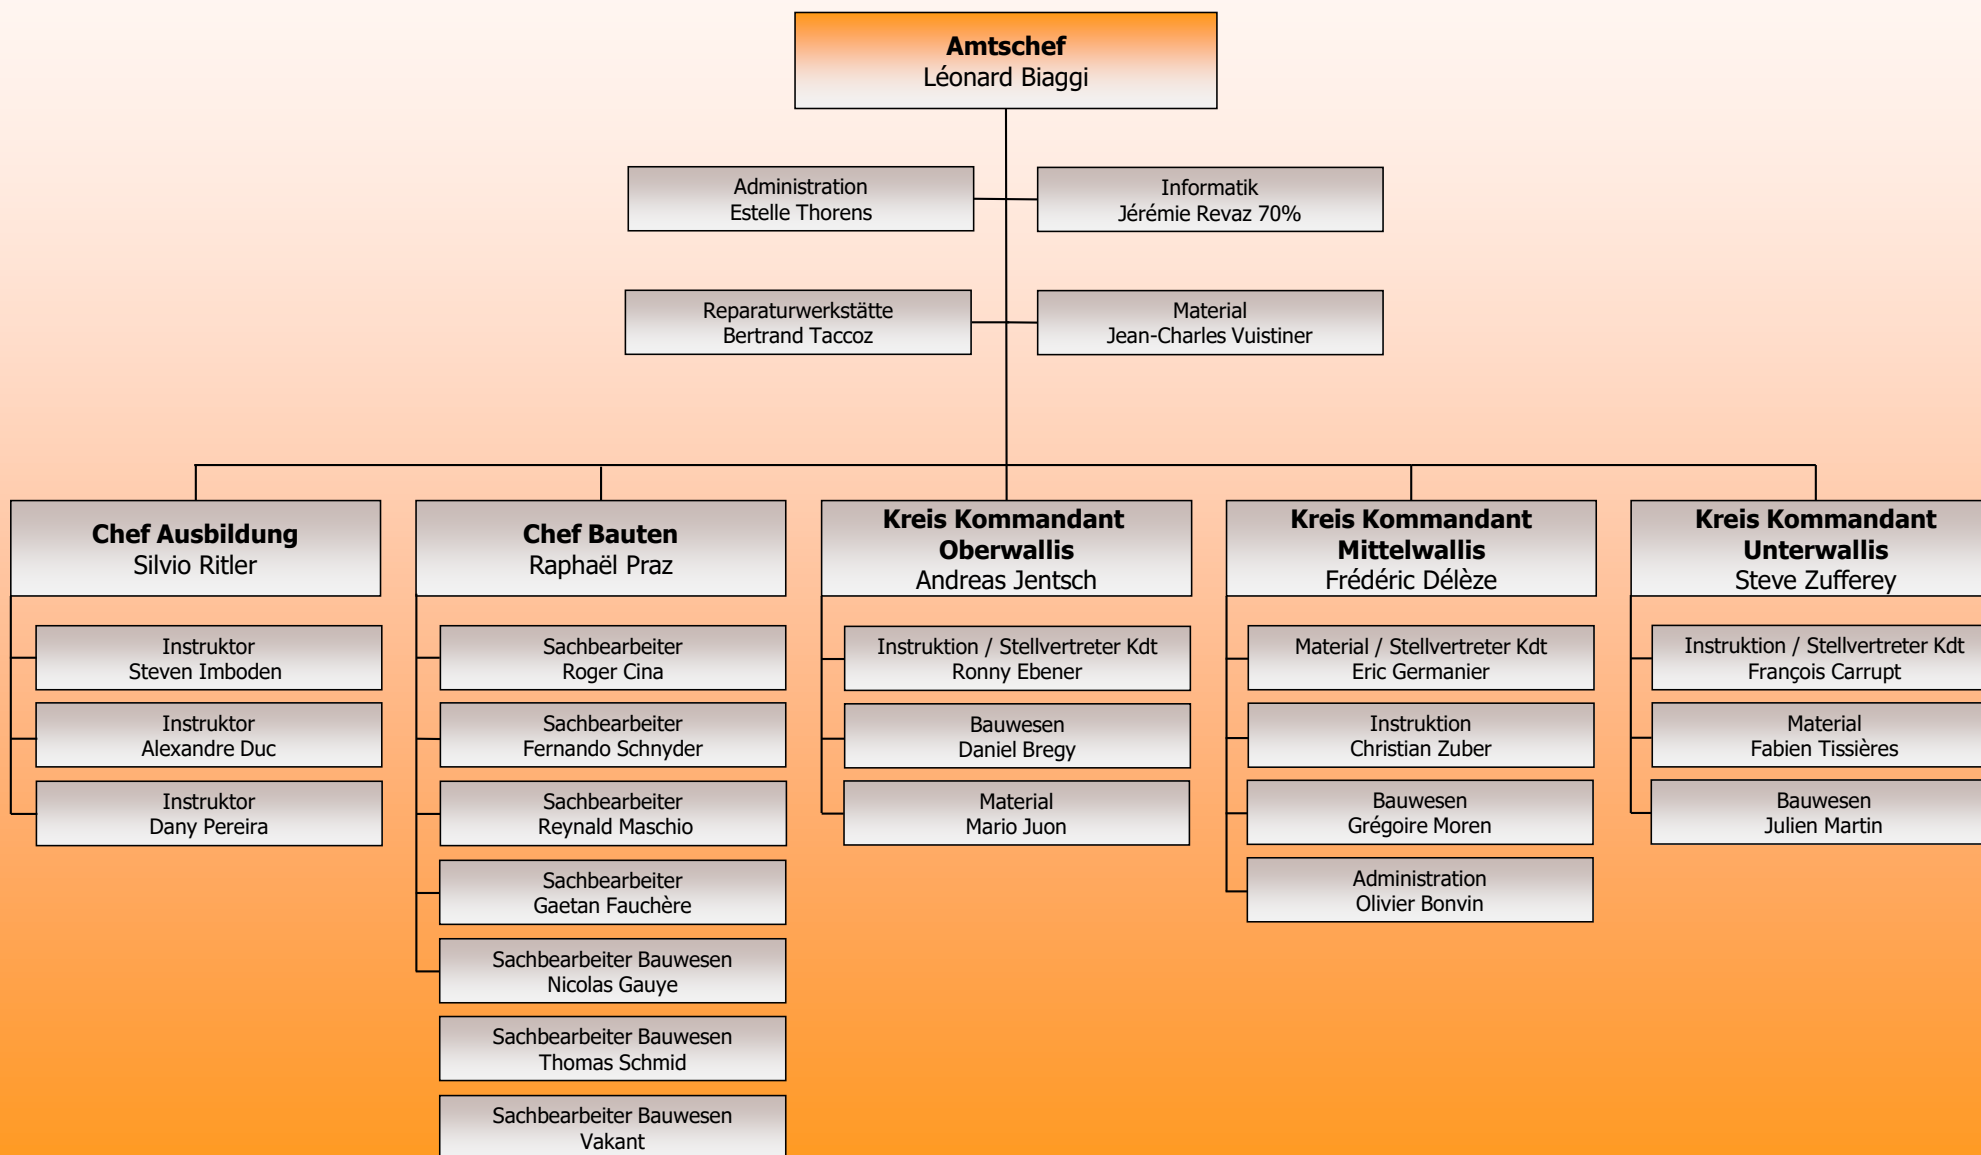 Amtschef
Léonard Biaggi
Administration
Estelle Thorens
Informatik
Jérémie Revaz 70%
Reparaturwerkstätte
Bertrand Taccoz
Material
Jean-Charles Vuistiner
Chef Ausbildung
Silvio Ritler
Instruktor
Steven Imboden
Instruktor
Alexandre Duc
Instruktor
Dany Pereira
Chef Bauten
Raphaël Praz
Sachbearbeiter
Roger Cina
Sachbearbeiter
Fernando Schnyder
Sachbearbeiter
Reynald Maschio
Sachbearbeiter
Gaetan Fauchère
Sachbearbeiter Bauwesen
Nicolas Gauye
Sachbearbeiter Bauwesen
Thomas Schmid
Sachbearbeiter Bauwesen
Vakant
Kreis Kommandant
Oberwallis
Andreas Jentsch
Instruktion / Stellvertreter Kdt
Ronny Ebener
Bauwesen
Daniel Bregy
Material
Mario Juon
Kreis Kommandant
Mittelwallis
Frédéric Délèze
Material / Stellvertreter Kdt
Eric Germanier
Instruktion
Christian Zuber
Bauwesen
Grégoire Moren
Administration
Olivier Bonvin
Kreis Kommandant
Unterwallis
Steve Zufferey
Instruktion / Stellvertreter Kdt
François Carrupt
Material
Fabien Tissières
Bauwesen
Julien Martin